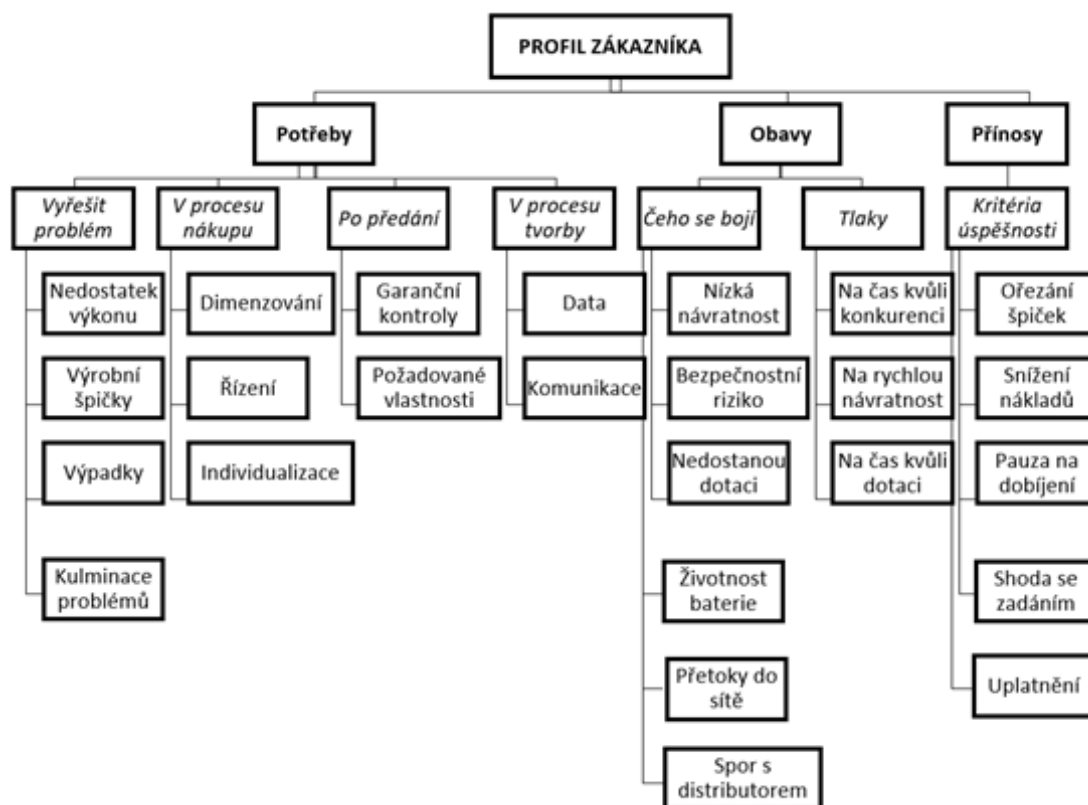 PROFIL ZÁKAZNÍKA
Potřeby
Obavy
Přínosy
Vyřešit
problém
V procesu
nákupu
Po předání
V procesu
tvorby
Čeho se bojí
Tlaky
Kritéria
úspěšnosti
Nedostatek
výkonu
Výrobní
špičky
Výpadky
Kulminace
problémů
Dimenzování
Řízení
Individualizace
Garanční
kontroly
Požadované
vlastnosti
Data
Komunikace
Nízká
návratnost
Bezpečnostní
riziko
Nedostanou
dotaci
Životnost
baterie
Přetoky do
sítě
Spor s
distributorem
Na čas kvůli
konkurenci
Na rychlou
návratnost
Na čas kvůli
dotaci
Ořezání
špiček
Snížení
nákladů
Pauza na
dobíjení
Shoda se
zadáním
Uplatnění